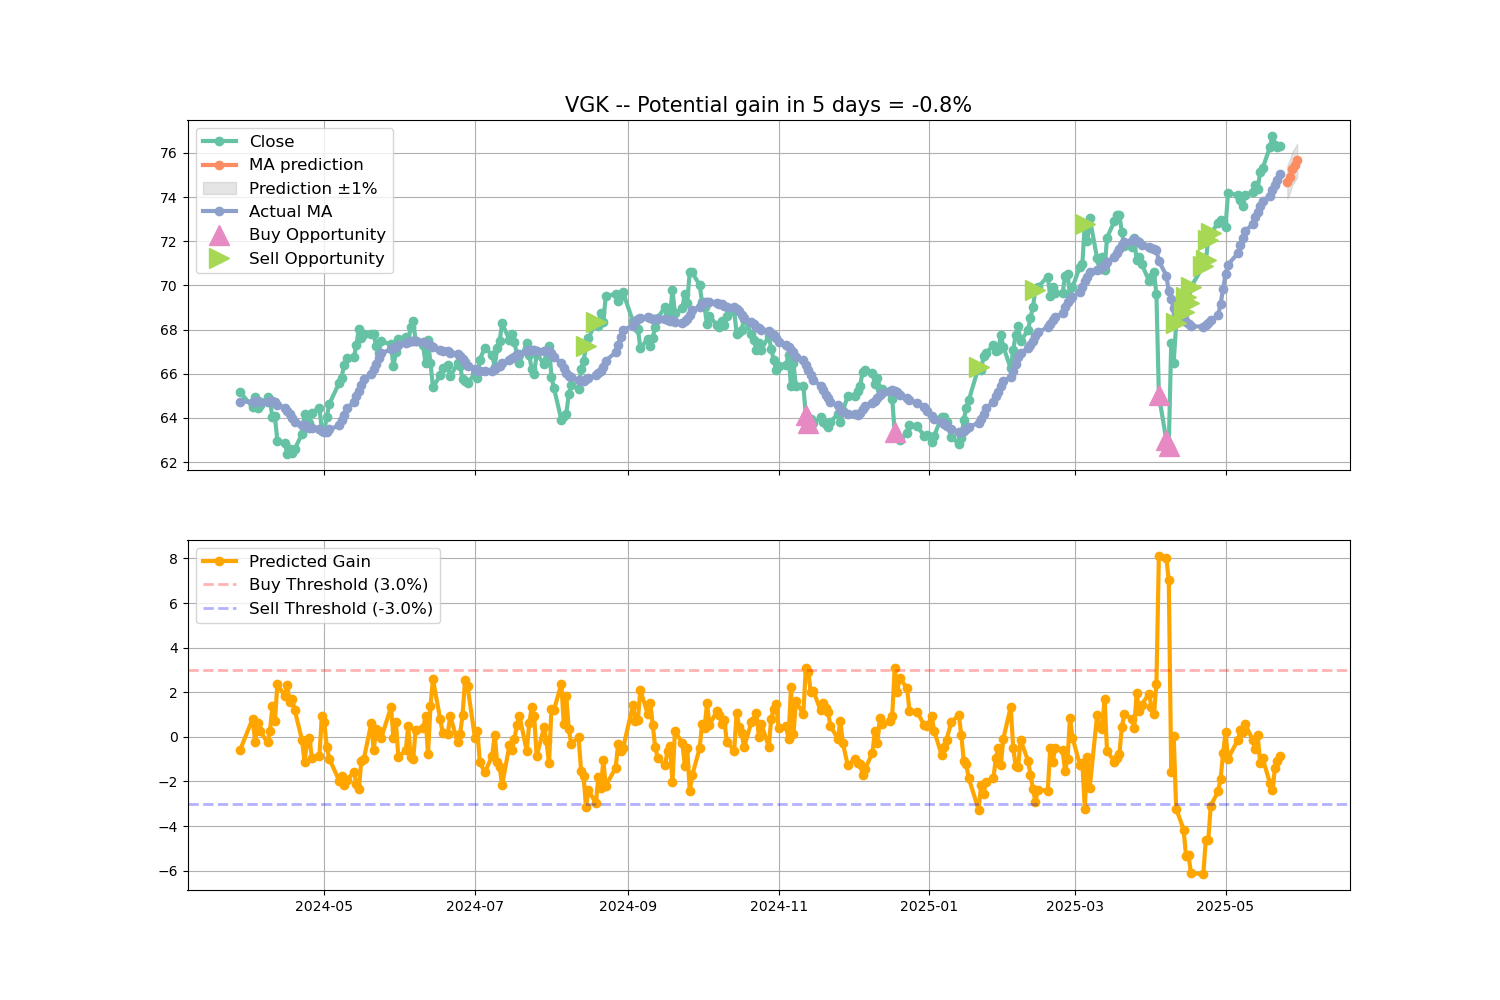 VGK -- Potential gain in 5 days = -0.8%
Close
MA prediction
Prediction ±1%
Actual MA
Buy Opportunity
Sell Opportunity
76
74
72
70
68
66
64
62
Predicted Gain
Buy Threshold (3.0%)
Sell Threshold (-3.0%)
8
6
4
2
0
−2
−4
−6
2024-05
2024-07
2024-09
2024-11
2025-01
2025-03
2025-05